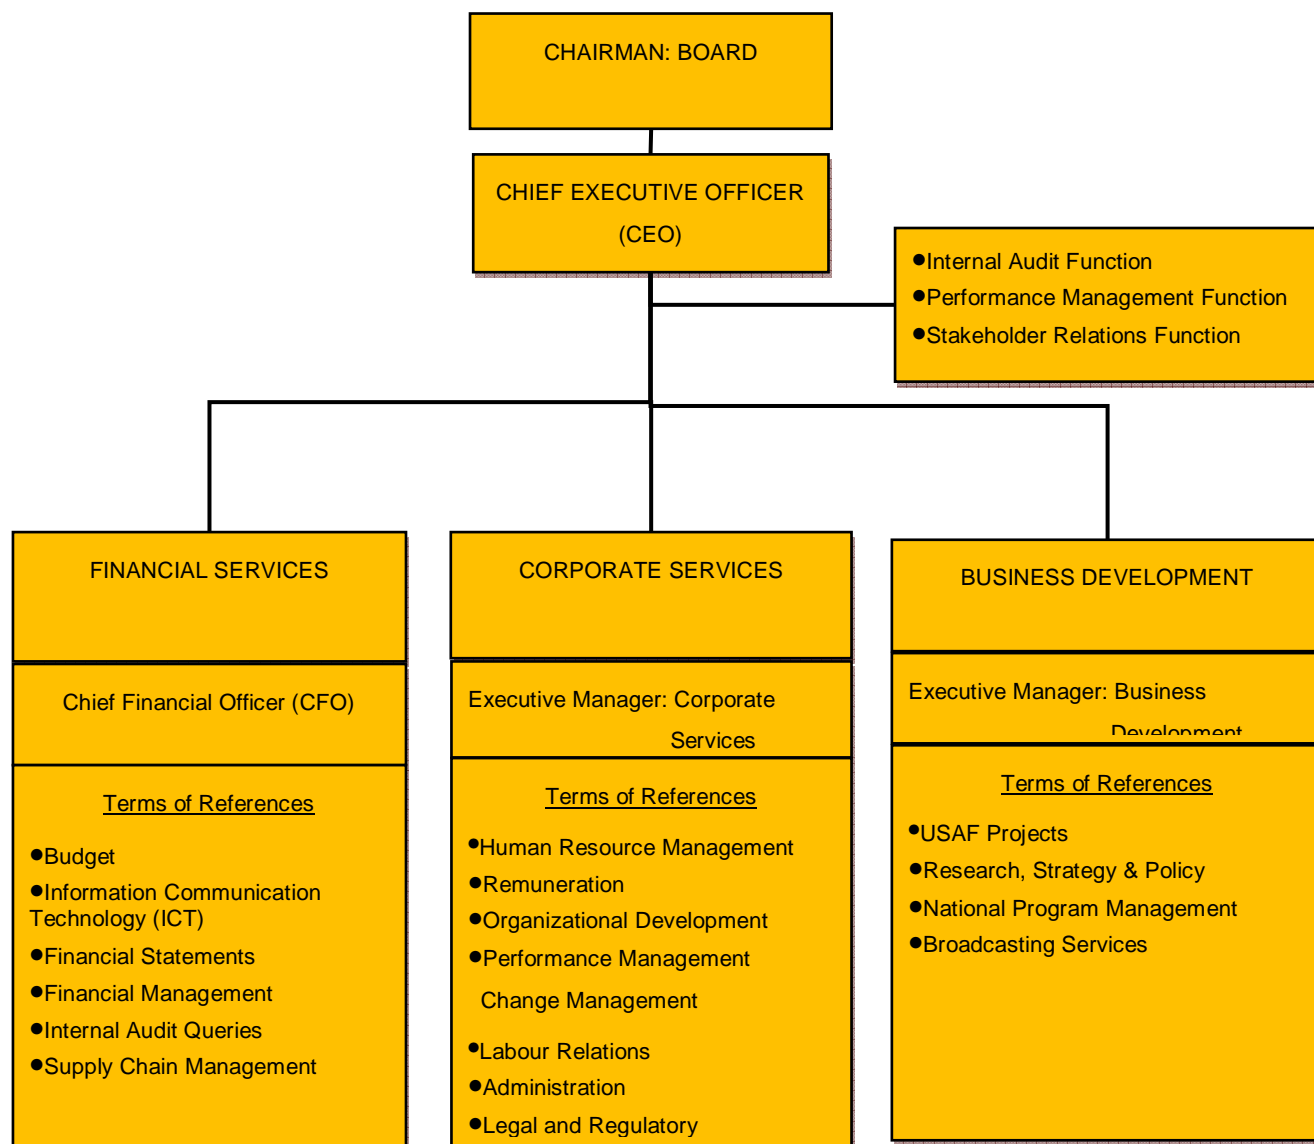 CHAIRMAN: BOARD
CHIEF EXECUTIVE OFFICER
(CEO)
●Internal Audit Function
●Performance Management Function
●Stakeholder Relations Function
FINANCIAL SERVICES
Chief Financial Officer (CFO)
Terms of References
●Budget
●Information Communication
Technology (ICT)
●Financial Statements
●Financial Management
●Internal Audit Queries
●Supply Chain Management
CORPORATE SERVICES
Executive Manager: Corporate
Services
Terms of References
●Human Resource Management
●Remuneration
●Organizational Development
●Performance Management
Change Management
●Labour Relations
●Administration
●Legal and Regulatory
BUSINESS DEVELOPMENT
Executive Manager: Business
Development
Terms of References
●USAF Projects
●Research, Strategy & Policy
●National Program Management
●Broadcasting Services